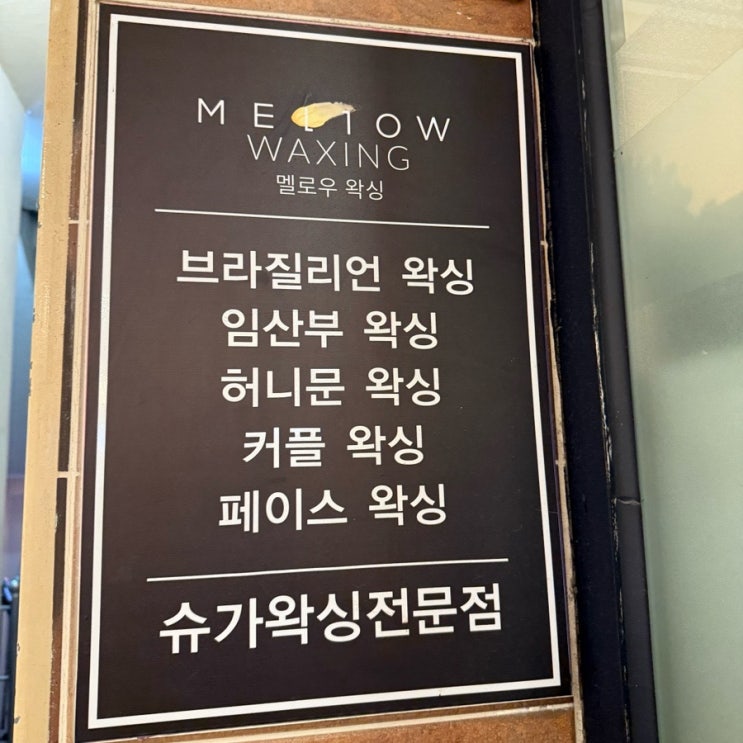 MELLOW
WAXING
멜로우 왁싱
브라질리언 왁싱
임산부 왁싱
허니문 왁싱
커플 왁싱
페이스 왁싱
슈가왁싱전문점